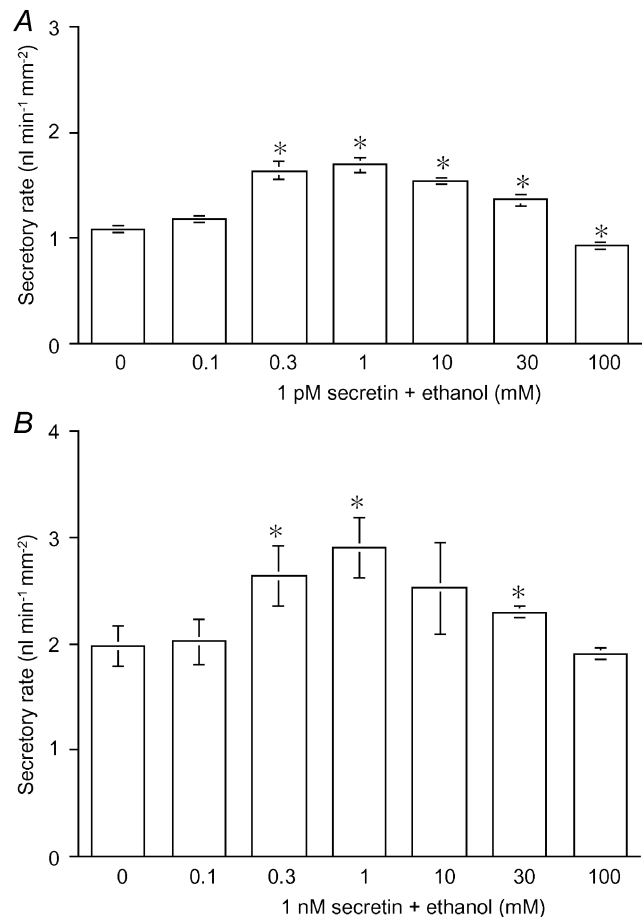 A
3
2
1
0
Secretory rate (nl min⁻¹ mm⁻²)
* * * * *
0 0.1 0.3 1 10 30 100
1 pM secretin + ethanol (mM)
B
4
3
2
1
0
Secretory rate (nl min⁻¹ mm⁻²)
* * *
0 0.1 0.3 1 10 30 100
1 nM secretin + ethanol (mM)